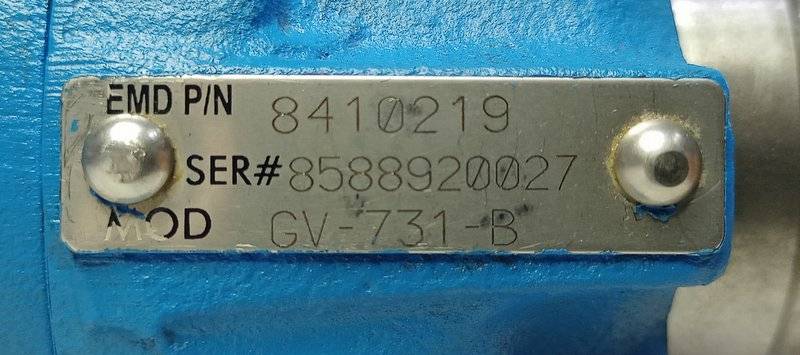 EMD P/N 8410219
SER# 8588920027
MOD GV-731-B